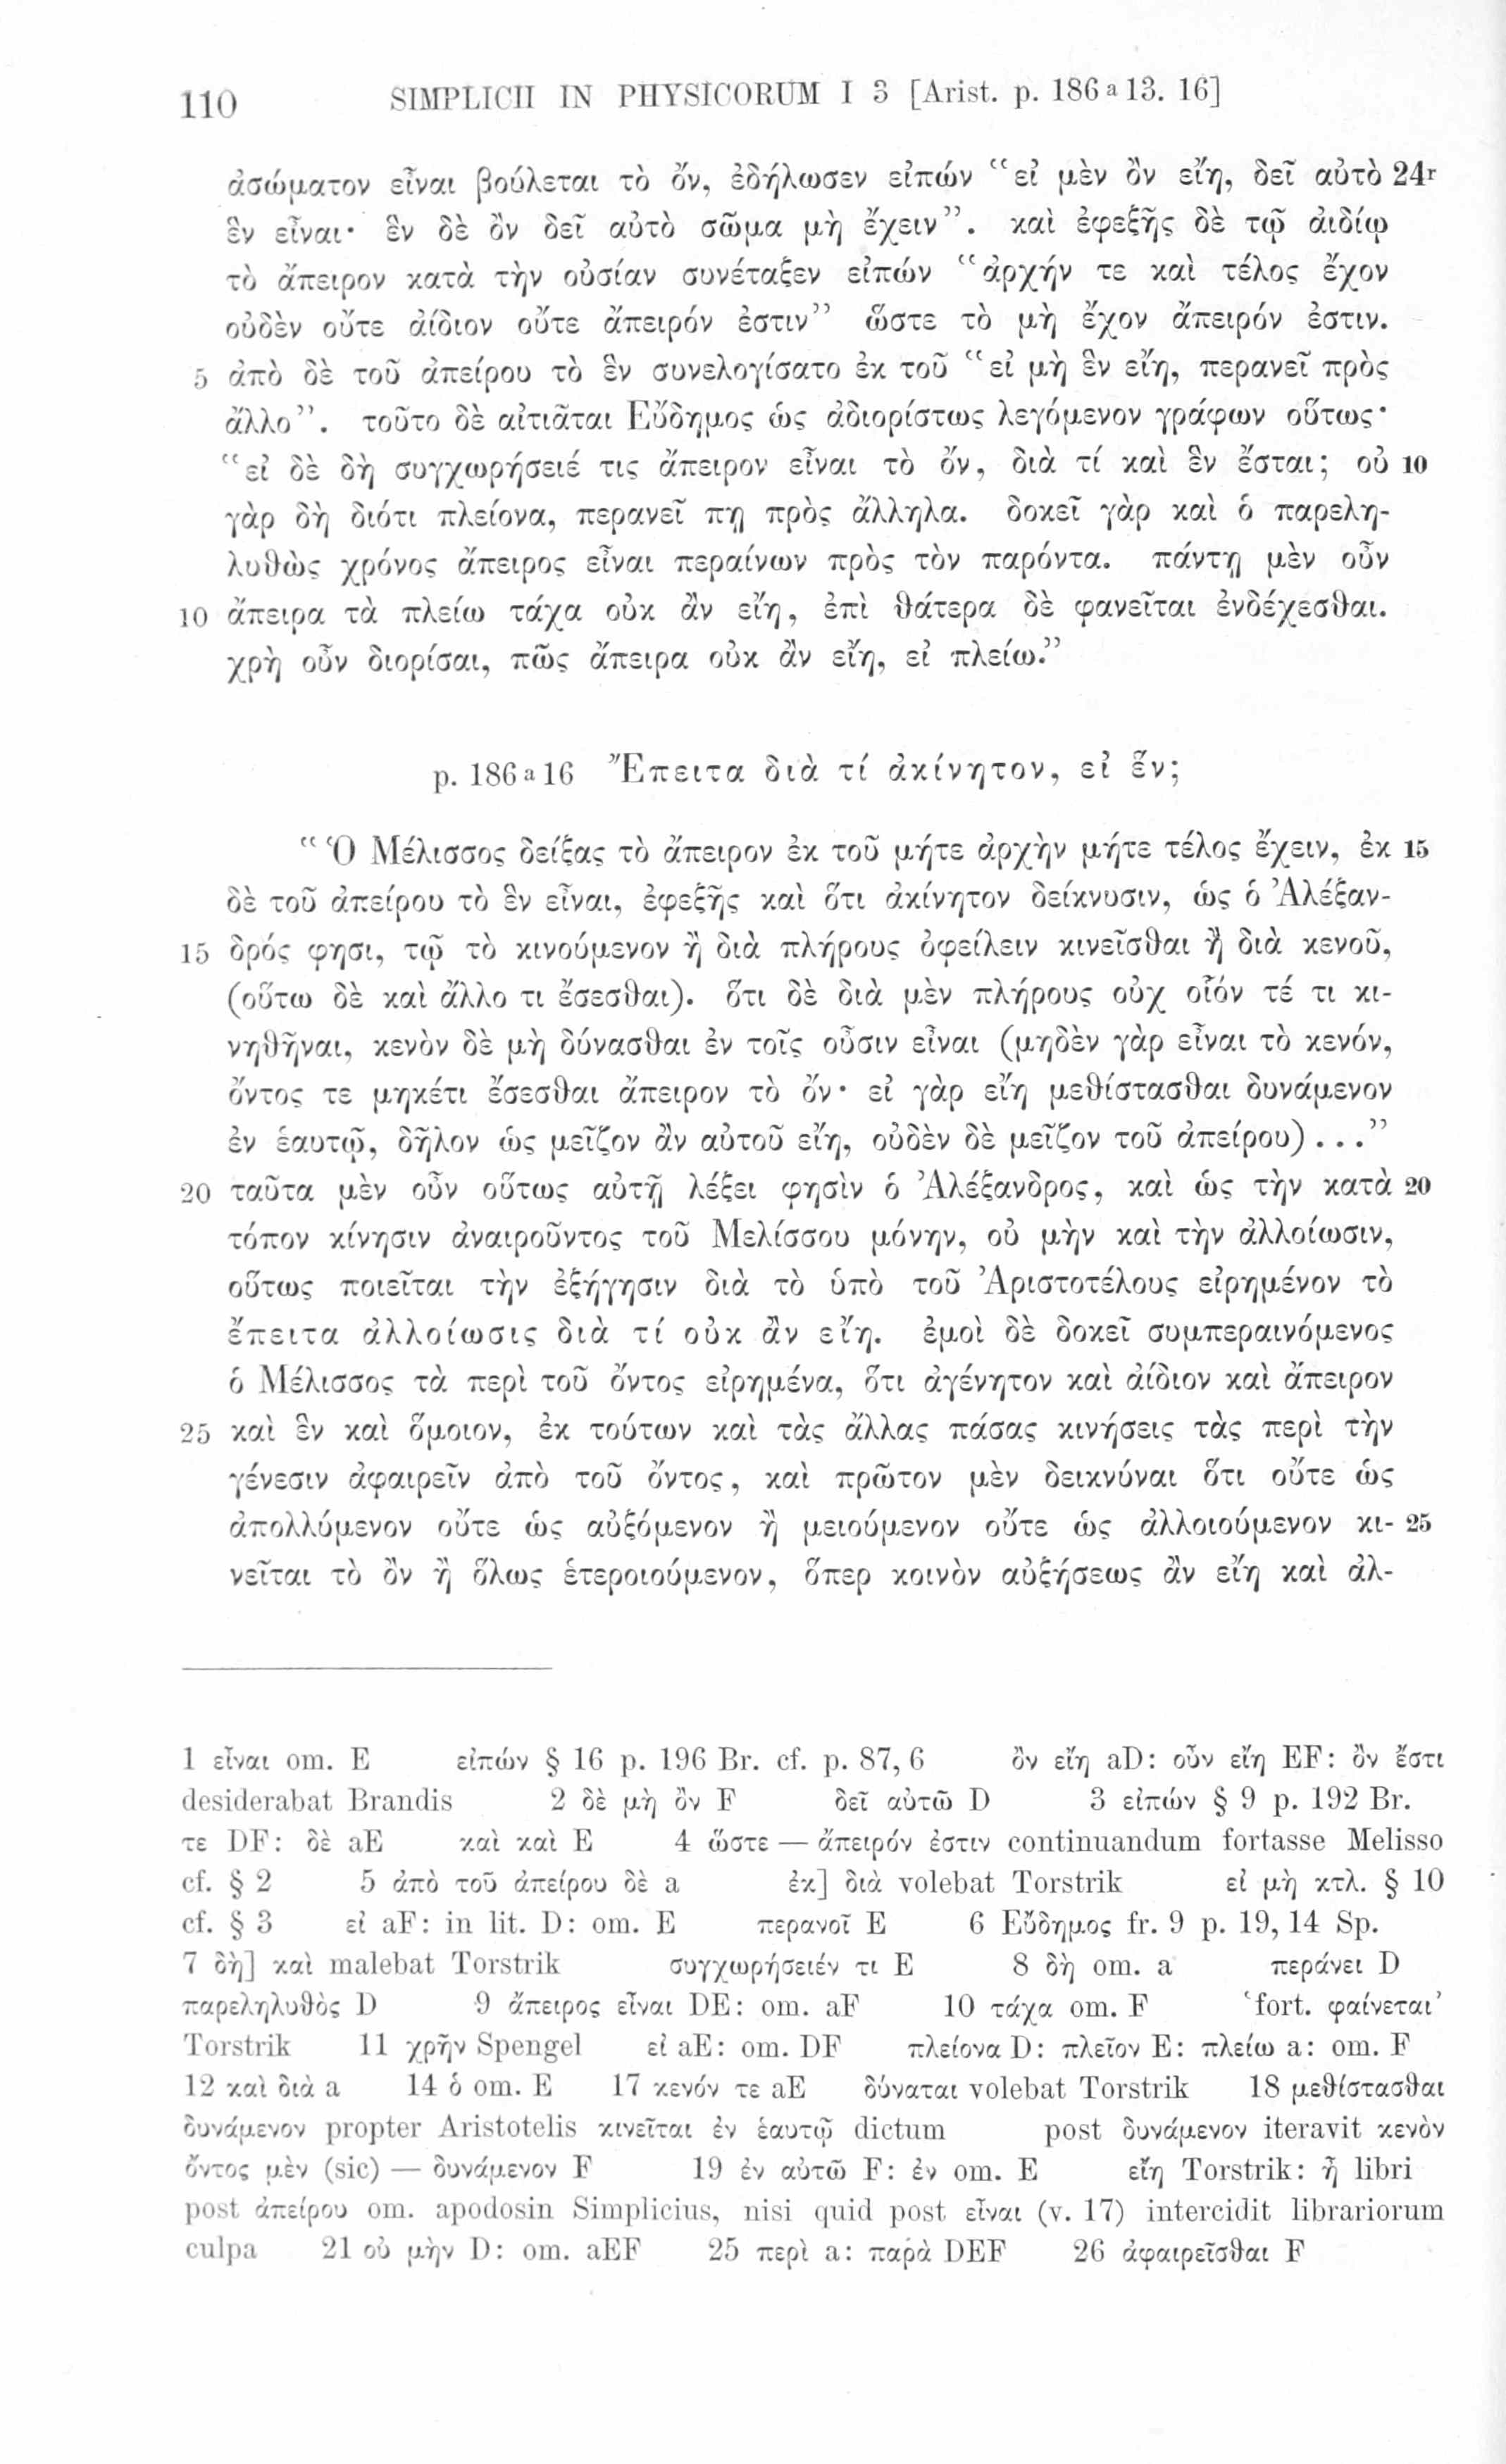 110 SIMPLICII IN PHYSICORUM I 3 [Arist. p. 186 a 13. 16]
ἀσώματον εἶναι βούλεται τὸ ὄν, ἐδήλωσεν εἰπών “εἰ μὲν ὂν εἴη, δεῖ αὐτὸ 24r
ἓν εἶναι· ἓν δὲ ὂν δεῖ αὐτὸ σῶμα μὴ ἔχειν”. καὶ ἐφεξῆς δὲ τῷ ἀιδίῳ
τὸ ἄπειρον κατὰ τὴν οὐσίαν συνέταξεν εἰπών “ἀρχήν τε καὶ τέλος ἔχον
οὐδὲν οὔτε ἀίδιον οὔτε ἄπειρόν ἐστιν” ὥστε τὸ μὴ ἔχον ἄπειρόν ἐστιν.
5 ἀπὸ δὲ τοῦ ἀπείρου τὸ ἓν συνελογίσατο ἐκ τοῦ “εἰ μὴ ἓν εἴη, περανεῖ πρὸς
ἄλλο”. τοῦτο δὲ αἰτιᾶται Εὔδημος ὡς ἀδιορίστως λεγόμενον γράφων οὕτως·
“εἰ δὲ δὴ συγχωρήσειέ τις ἄπειρον εἶναι τὸ ὄν, διὰ τί καὶ ἓν ἔσται; οὐ 10
γὰρ δὴ διότι πλείονα, περανεῖ πῃ πρὸς ἄλληλα. δοκεῖ γὰρ καὶ ὁ παρελη-
λυθὼς χρόνος ἄπειρος εἶναι περαίνων πρὸς τὸν παρόντα. πάντῃ μὲν οὖν
10 ἄπειρα τὰ πλείω τάχα οὐκ ἂν εἴη, ἐπὶ θάτερα δὲ φανεῖται ἐνδέχεσθαι.
χρὴ οὖν διορίσαι, πῶς ἄπειρα οὐκ ἂν εἴη, εἰ πλείω.”
p. 186 a 16 Ἔπειτα διὰ τί ἀκίνητον, εἰ ἕν;
“Ὁ Μέλισσος δείξας τὸ ἄπειρον ἐκ τοῦ μήτε ἀρχὴν μήτε τέλος ἔχειν, ἐκ 15
δὲ τοῦ ἀπείρου τὸ ἓν εἶναι, ἐφεξῆς καὶ ὅτι ἀκίνητον δείκνυσιν, ὡς ὁ Ἀλέξαν-
15 δρός φησι, τῷ τὸ κινούμενον ἢ διὰ πλήρους ὀφείλειν κινεῖσθαι ἢ διὰ κενοῦ,
(οὕτω δὲ καὶ ἄλλο τι ἔσεσθαι). ὅτι δὲ διὰ μὲν πλήρους οὐχ οἷόν τέ τι κι-
νηθῆναι, κενὸν δὲ μὴ δύνασθαι ἐν τοῖς οὖσιν εἶναι (μηδὲν γὰρ εἶναι τὸ κενόν,
ὄντος τε μηκέτι ἔσεσθαι ἄπειρον τὸ ὄν· εἰ γὰρ εἴη μεθίστασθαι δυνάμενον
ἐν ἑαυτῷ, δῆλον ὡς μεῖζον ἂν αὐτοῦ εἴη, οὐδὲν δὲ μεῖζον τοῦ ἀπείρου) . . .”
20 ταῦτα μὲν οὖν οὕτως αὐτῇ λέξει φησὶν ὁ Ἀλέξανδρος, καὶ ὡς τὴν κατὰ 20
τόπον κίνησιν ἀναιροῦντος τοῦ Μελίσσου μόνην, οὐ μὴν καὶ τὴν ἀλλοίωσιν,
οὕτως ποιεῖται τὴν ἐξήγησιν διὰ τὸ ὑπὸ τοῦ Ἀριστοτέλους εἰρημένον τὸ
ἔπειτα ἀλλοίωσις διὰ τί οὐκ ἂν εἴη. ἐμοὶ δὲ δοκεῖ συμπεραινόμενος
ὁ Μέλισσος τὰ περὶ τοῦ ὄντος εἰρημένα, ὅτι ἀγένητον καὶ ἀίδιον καὶ ἄπειρον
25 καὶ ἓν καὶ ὅμοιον, ἐκ τούτων καὶ τὰς ἄλλας πάσας κινήσεις τὰς περὶ τὴν
γένεσιν ἀφαιρεῖν ἀπὸ τοῦ ὄντος, καὶ πρῶτον μὲν δεικνύναι ὅτι οὔτε ὡς
ἀπολλύμενον οὔτε ὡς αὐξόμενον ἢ μειούμενον οὔτε ὡς ἀλλοιούμενον κι- 25
νεῖται τὸ ὂν ἢ ὅλως ἑτεροιούμενον, ὅπερ κοινὸν αὐξήσεως ἂν εἴη καὶ ἀλ-
1 εἶναι om. E εἰπών § 16 p. 196 Br. cf. p. 87, 6 ὂν εἴη aD: οὖν εἴη EF: ὂν ἔστι
desiderabat Brandis 2 δὲ μὴ ὂν F δεῖ αὐτῶ D 3 εἰπών § 9 p. 192 Br.
τε DF: δὲ aE καὶ καὶ E 4 ὥστε — ἄπειρόν ἐστιν continuandum fortasse Melisso
cf. § 2 5 ἀπὸ τοῦ ἀπείρου δὲ a ἐκ] διὰ volebat Torstrik εἰ μὴ κτλ. § 10
cf. § 3 εἰ aF: in lit. D: om. E περανοῖ E 6 Εὔδημος fr. 9 p. 19, 14 Sp.
7 δὴ] καὶ malebat Torstrik συγχωρήσειέν τι E 8 δὴ om. a περάνει D
παρεληλυθὸς D 9 ἄπειρος εἶναι DE: om. aF 10 τάχα om. F ‘fort. φαίνεται’
Torstrik 11 χρῆν Spengel εἰ aE: om. DF πλείονα D: πλεῖον E: πλείω a: om. F
12 καὶ διὰ a 14 ὁ om. E 17 κενόν τε aE δύναται volebat Torstrik 18 μεθίστασθαι
δυνάμενον propter Aristotelis κινεῖται ἐν ἑαυτῷ dictum post δυνάμενον iteravit κενὸν
ὄντος μὲν (sic) — δυνάμενον F 19 ἐν αὐτῶ F: ἐν om. E εἴη Torstrik: ἦ libri
post ἀπείρου om. apodosin Simplicius, nisi quid post εἶναι (v. 17) intercidit librariorum
culpa 21 οὐ μὴν D: om. aEF 25 περὶ a: παρὰ DEF 26 ἀφαιρεῖσθαι F